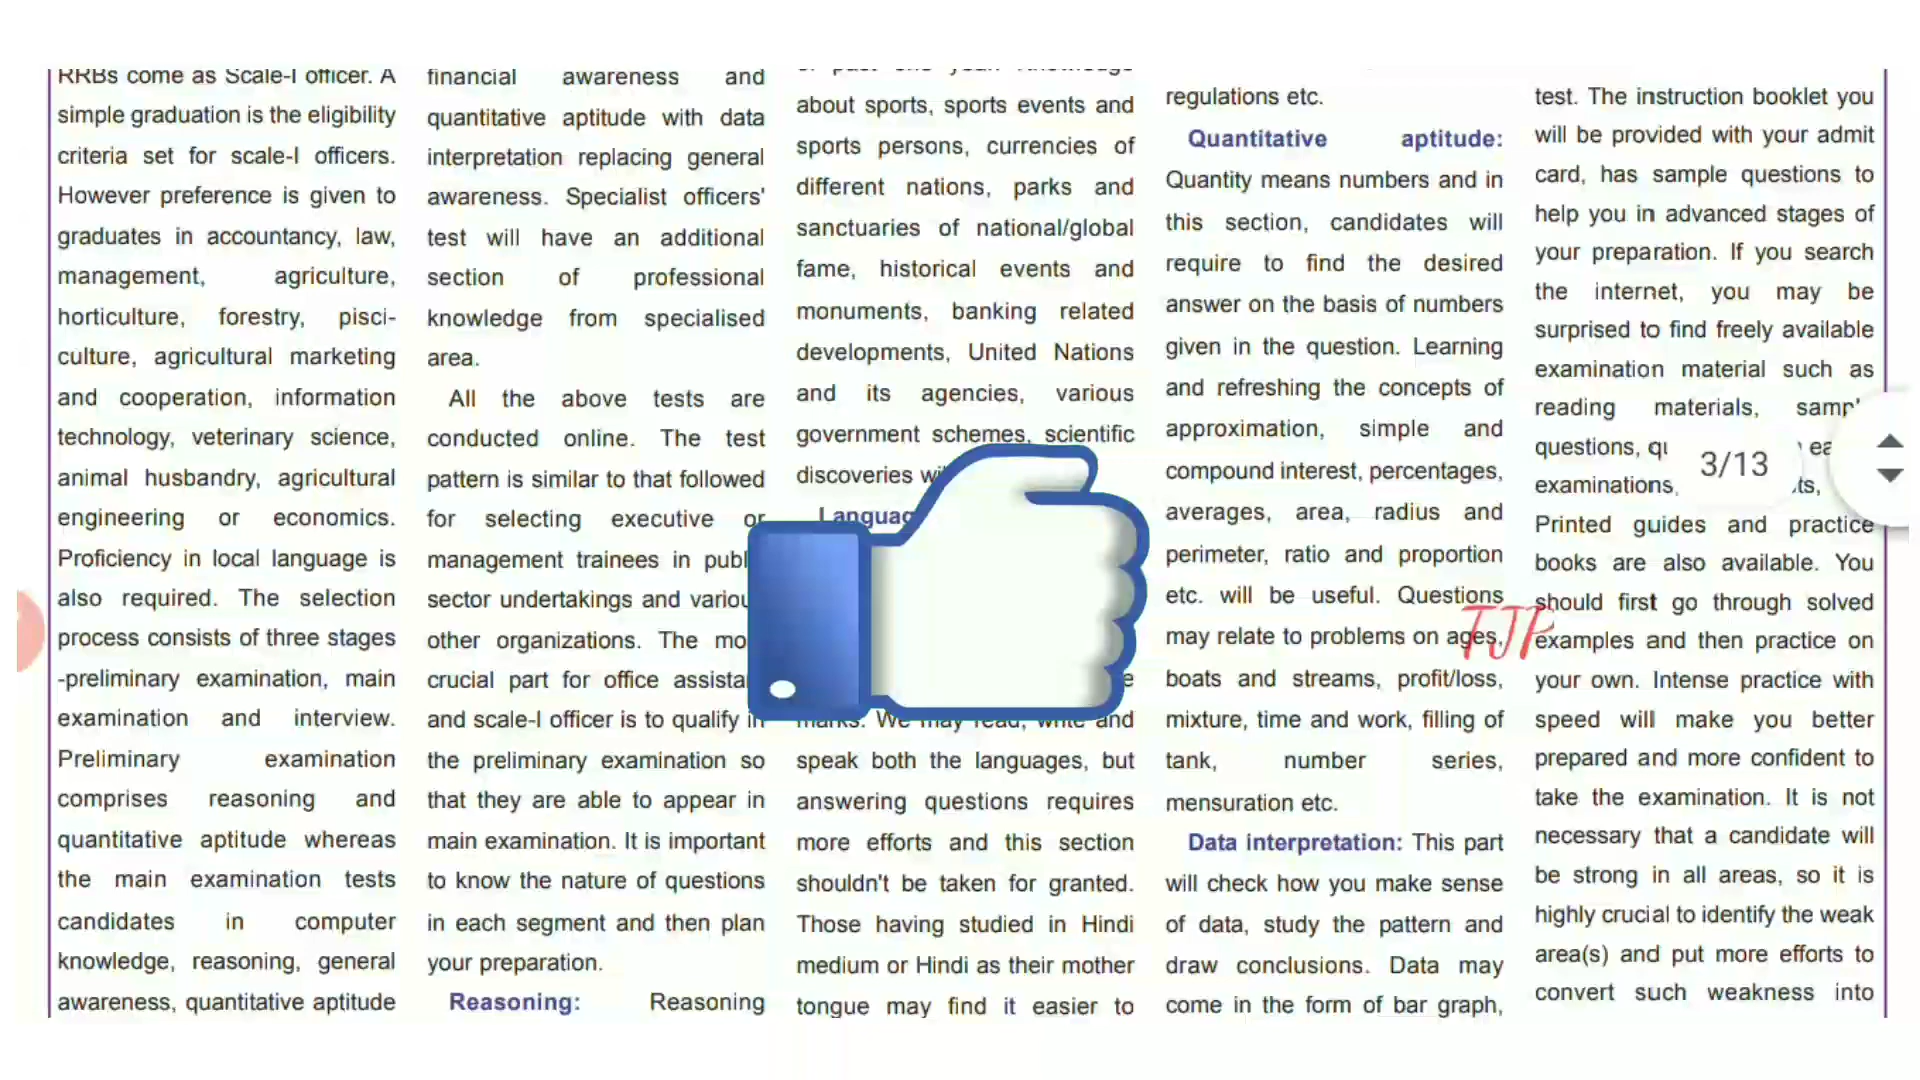 RRBs come as Scale-I officer. A
simple graduation is the eligibility
criteria set for scale-I officers.
However preference is given to
graduates in accountancy, law,
management, agriculture,
horticulture, forestry, pisci-
culture, agricultural marketing
and cooperation, information
technology, veterinary science,
animal husbandry, agricultural
engineering or economics.
Proficiency in local language is
also required. The selection
process consists of three stages
-preliminary examination, main
examination and interview.
Preliminary examination
comprises reasoning and
quantitative aptitude whereas
the main examination tests
candidates in computer
knowledge, reasoning, general
awareness, quantitative aptitude
financial awareness and
quantitative aptitude with data
interpretation replacing general
awareness. Specialist officers'
test will have an additional
section of professional
knowledge from specialised
area.
All the above tests are
conducted online. The test
pattern is similar to that followed
for selecting executive or
management trainees in
sector undertakings and
other organizations. The
crucial part for office
and scale-I officer is to qualify in
the preliminary examination so
that they are able to appear in
main examination. It is important
to know the nature of questions
in each segment and then plan
your preparation.
Reasoning: Reasoning
of past one year. Knowledge
about sports, sports events and
sports persons, currencies of
different nations, parks and
sanctuaries of national/global
fame, historical events and
monuments, banking related
developments, United Nations
and its agencies, various
government schemes, scientific
discoveries
marks. We may read, write and
speak both the languages, but
answering questions requires
more efforts and this section
shouldn't be taken for granted.
Those having studied in Hindi
medium or Hindi as their mother
tongue may find it easier to
regulations etc.
Quantitative aptitude:
Quantity means numbers and in
this section, candidates will
require to find the desired
answer on the basis of numbers
given in the question. Learning
and refreshing the concepts of
approximation, simple and
compound interest, percentages,
averages, area, radius and
perimeter, ratio and proportion
etc. will be useful. Questions
may relate to problems on ages,
boats and streams, profit/loss,
mixture, time and work, filling of
tank, number series,
mensuration etc.
Data interpretation: This part
will check how you make sense
of data, study the pattern and
draw conclusions. Data may
come in the form of bar graph,
TJP
test. The instruction booklet you
will be provided with your admit
card, has sample questions to
help you in advanced stages of
your preparation. If you search
the internet, you may be
surprised to find freely available
examination material such as
reading materials,
questions,
examinations,
Printed guides and practice
books are also available. You
should first go through solved
examples and then practice on
your own. Intense practice with
speed will make you better
prepared and more confident to
take the examination. It is not
necessary that a candidate will
be strong in all areas, so it is
highly crucial to identify the weak
area(s) and put more efforts to
convert such weakness into
3/13